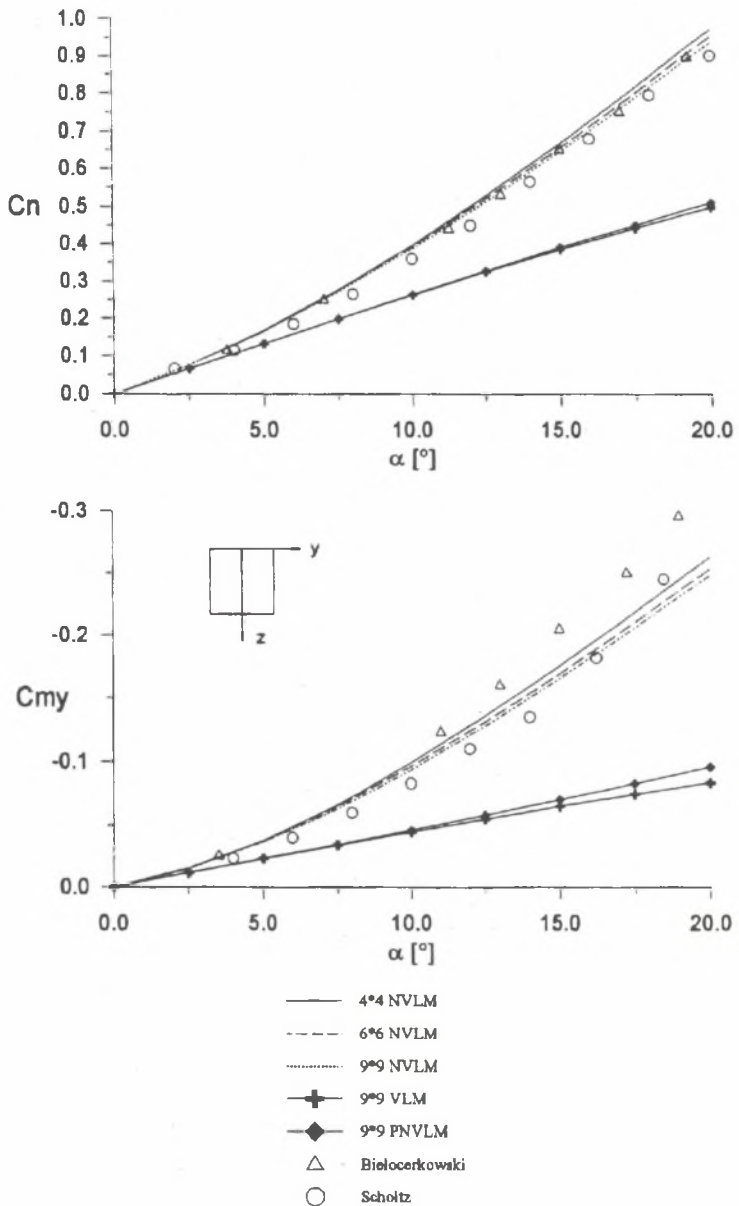 1.0
0.9
0.8
0.7
0.6
0.5
0.4
0.3
0.2
0.1
0.0
Cn
0.0 5.0 10.0 15.0 20.0
α [°]
-0.3
-0.2
-0.1
0.0
Cmy
y
z
0.0 5.0 10.0 15.0 20.0
α [°]
4*4 NVLM
6*6 NVLM
9*9 NVLM
9*9 VLM
9*9 PNVLM
Biełocerkowski
Scholtz